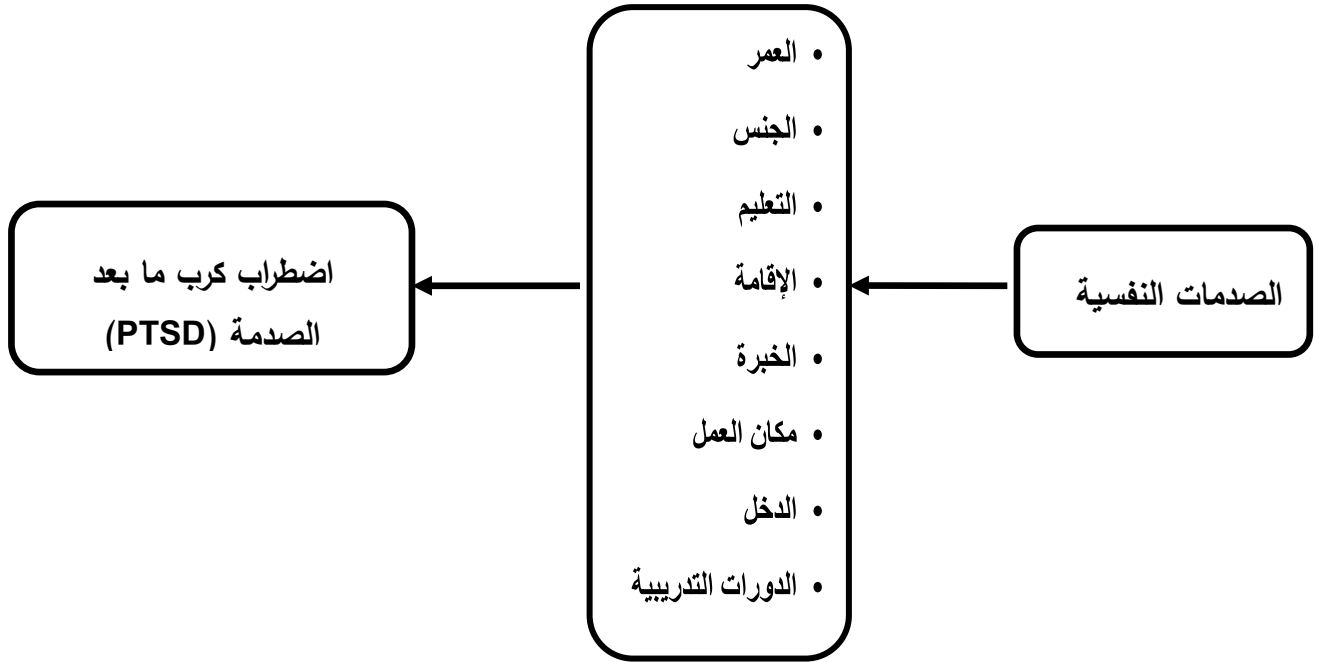 الصدمات النفسية
• العمر
• الجنس
• التعليم
• الإقامة
• الخبرة
• مكان العمل
• الدخل
• الدورات التدريبية
اضطراب كرب ما بعد
الصدمة (PTSD)